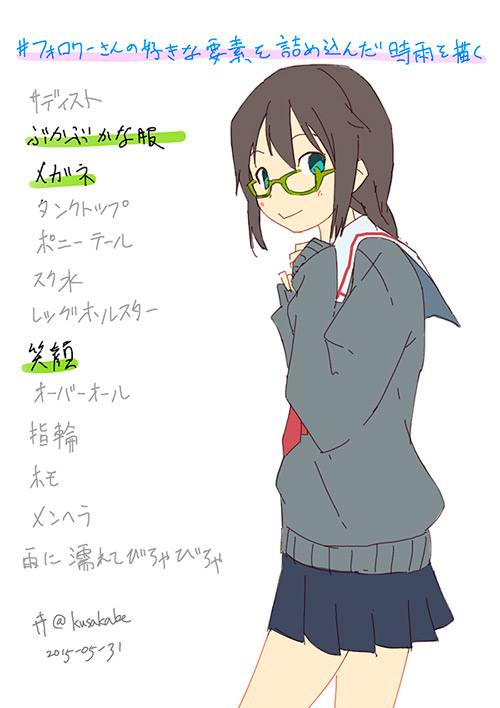 #フォロワーさんの好きな要素を詰め込んだ時雨を描く
サディスト
ぶかぶかな服
メガネ
タンクトップ
ポニーテール
スク水
レッグホルスター
笑顔
オーバーオール
指輪
ホモ
メンヘラ
雨に濡れてびちゃびちゃ
#@kusakabe
2015-05-31